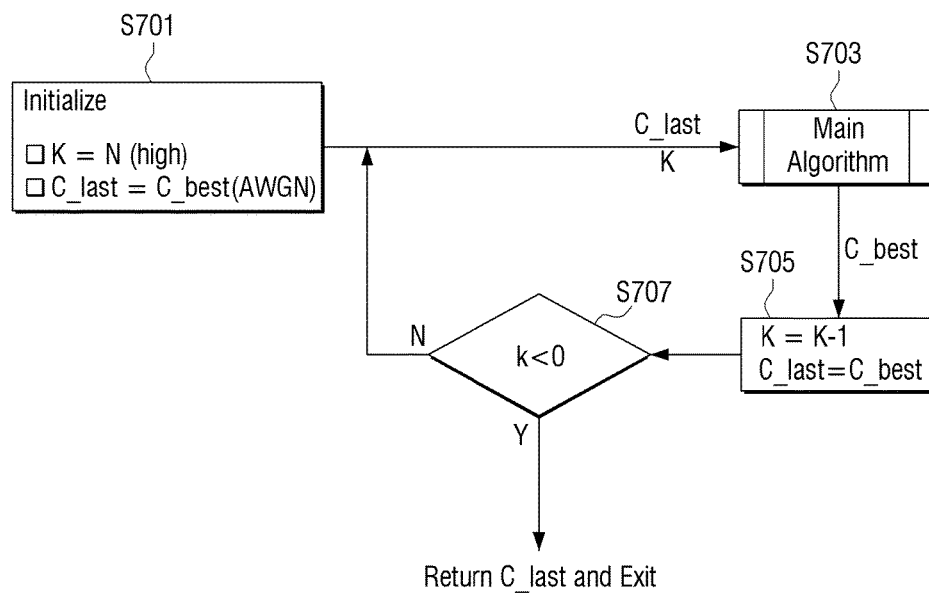 S701
Initialize
□ K = N (high)
□ C_last = C_best(AWGN)
C_last
K
S703
Main
Algorithm
C_best
S705
K = K-1
C_last=C_best
S707
k<0
N
Y
Return C_last and Exit